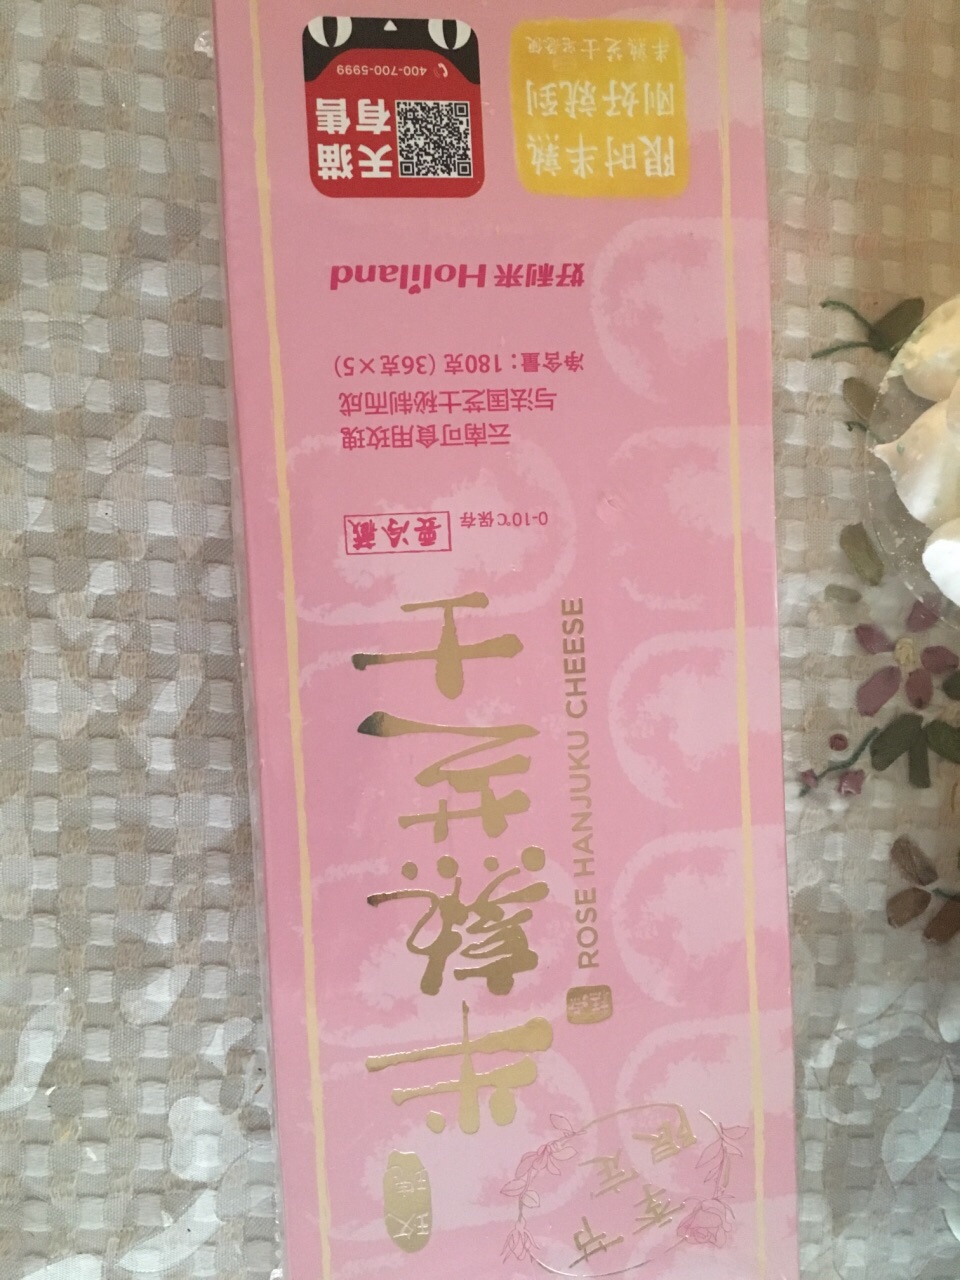 节季限定
玫瑰
半熟芝士
ROSE HANJUKU CHEESE
要冷藏
0-10℃保存
云南可食用玫瑰
与法国芝士秘制而成
净含量：180克（36克×5）
好利来 Holiland
限时半熟
刚好就到
天猫
有售
400-700-5999